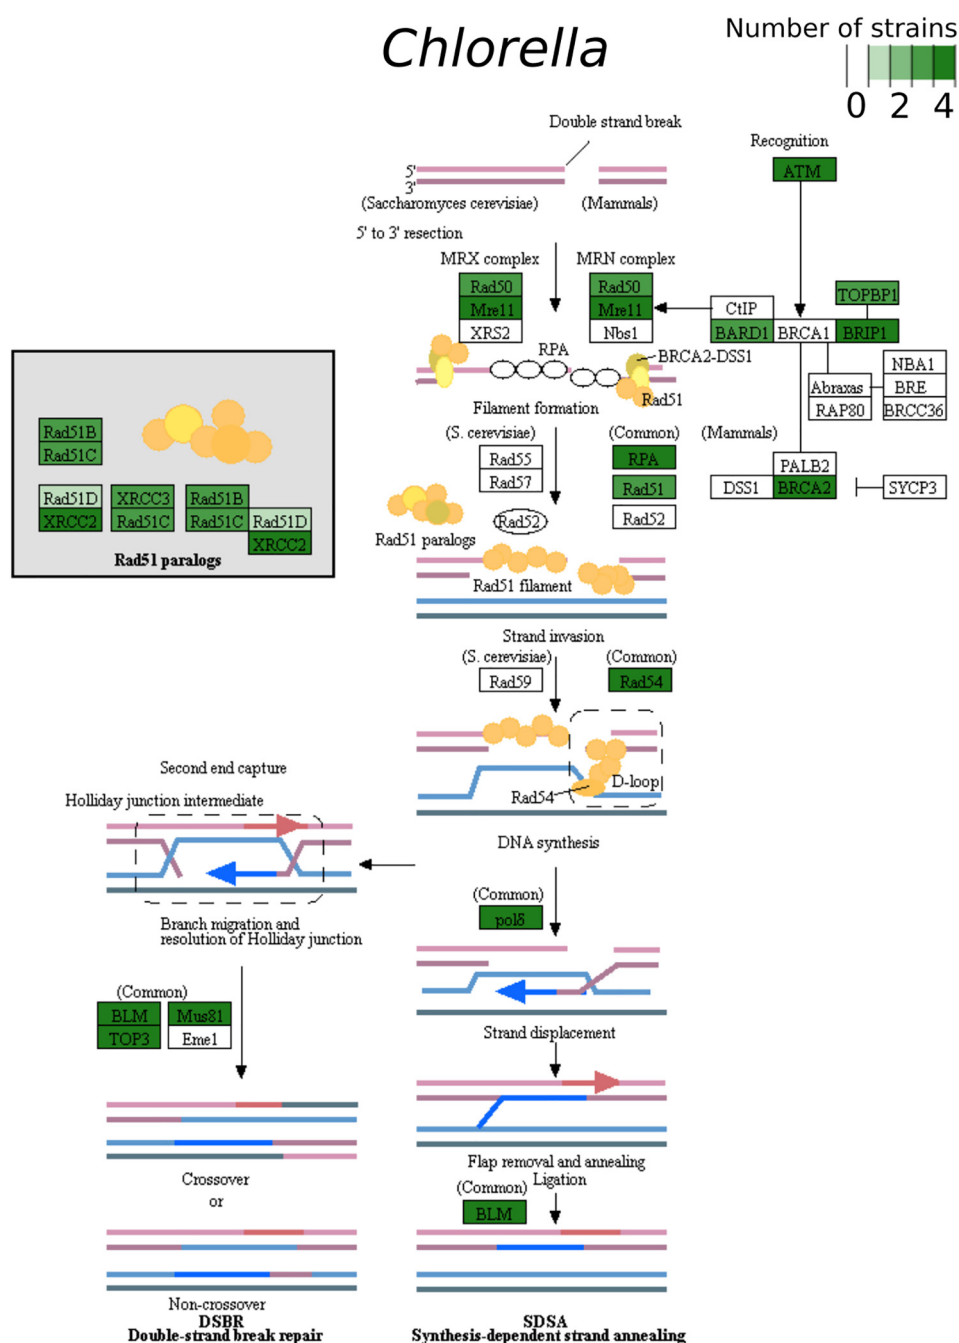 Chlorella
Number of strains
0 2 4
Double strand break
5'
3'
(Saccharomyces cerevisiae) (Mammals)
5' to 3' resection
Recognition
ATM
MRX complex
Rad50
Mre11
XRS2
MRN complex
Rad50
Mre11
Nbs1
TOPBP1
CtIP
BARD1 BRCA1 BRIP1
NBA1
Abraxas BRE
RAP80 BRCC36
RPA
BRCA2-DSS1
Rad51
Filament formation
(S. cerevisiae) (Common) (Mammals)
Rad55
Rad57
RPA
Rad51
Rad52
Rad52
PALB2
DSS1 BRCA2 SYCP3
Rad51 paralogs
Rad51 filament
Rad51B
Rad51C
Rad51D XRCC3 Rad51B
XRCC2 Rad51C Rad51C Rad51D
XRCC2
Rad51 paralogs
Strand invasion
(S. cerevisiae) (Common)
Rad59 Rad54
D-loop
Rad54
Second end capture
Holliday junction intermediate
DNA synthesis
Branch migration and
resolution of Holliday junction
(Common)
polδ
(Common)
BLM Mus81
TOP3 Eme1
Strand displacement
Flap removal and annealing
Ligation
(Common)
BLM
Crossover
or
Non-crossover
DSBR
Double-strand break repair
SDSA
Synthesis-dependent strand annealing